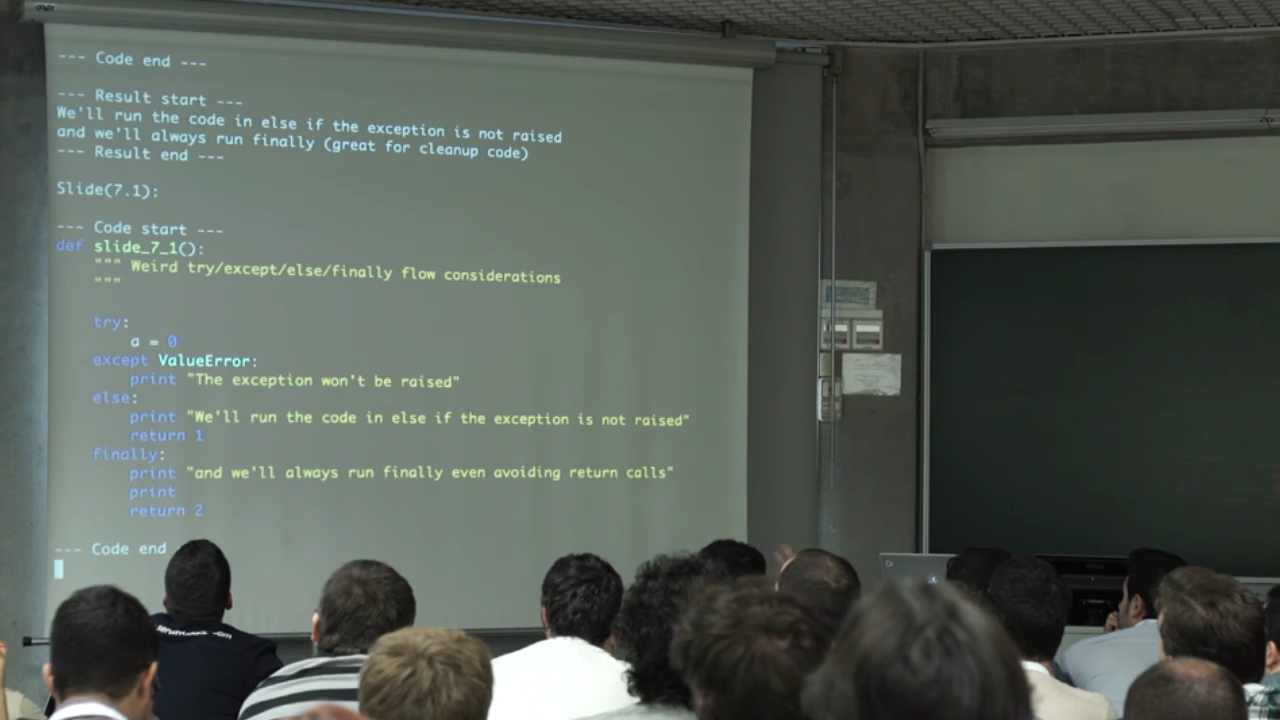 --- Code end ---
--- Result start ---
We'll run the code in else if the exception is not raised
and we'll always run finally (great for cleanup code)
--- Result end ---
Slide(7.1):
--- Code start ---
def slide_7_1():
""" Weird try/except/else/finally flow considerations
"""
try:
a = 0
except ValueError:
print "The exception won't be raised"
else:
print "We'll run the code in else if the exception is not raised"
return 1
finally:
print "and we'll always run finally even avoiding return calls"
print
return 2
--- Code end